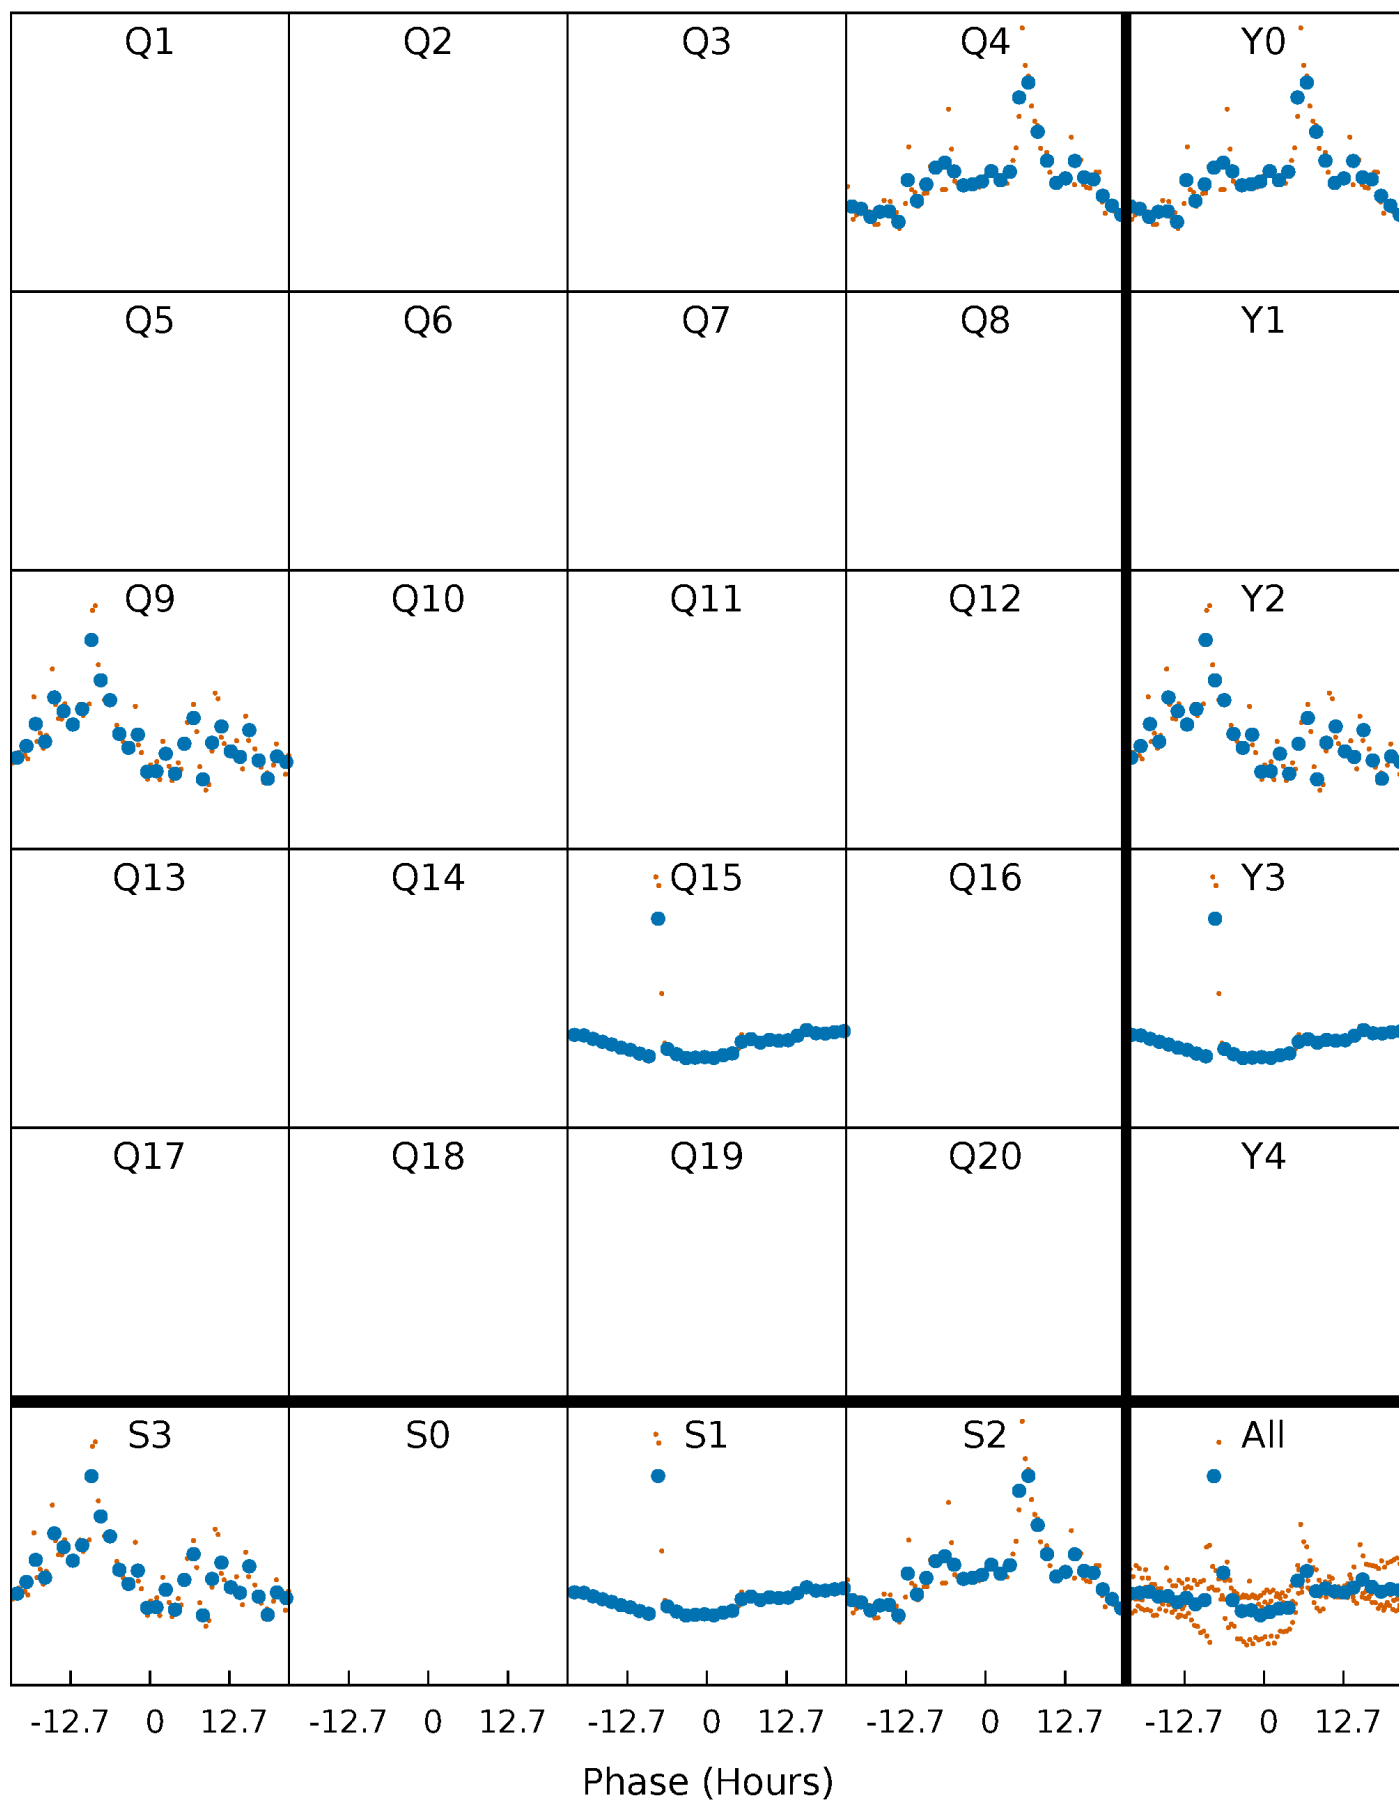 Q1 Q2 Q3 Q4 Y0
Q5 Q6 Q7 Q8 Y1
Q9 Q10 Q11 Q12 Y2
Q13 Q14 Q15 Q16 Y3
Q17 Q18 Q19 Q20 Y4
S3 S0 S1 S2 All
-12.7 0 12.7 -12.7 0 12.7 -12.7 0 12.7 -12.7 0 12.7 -12.7 0 12.7
Phase (Hours)